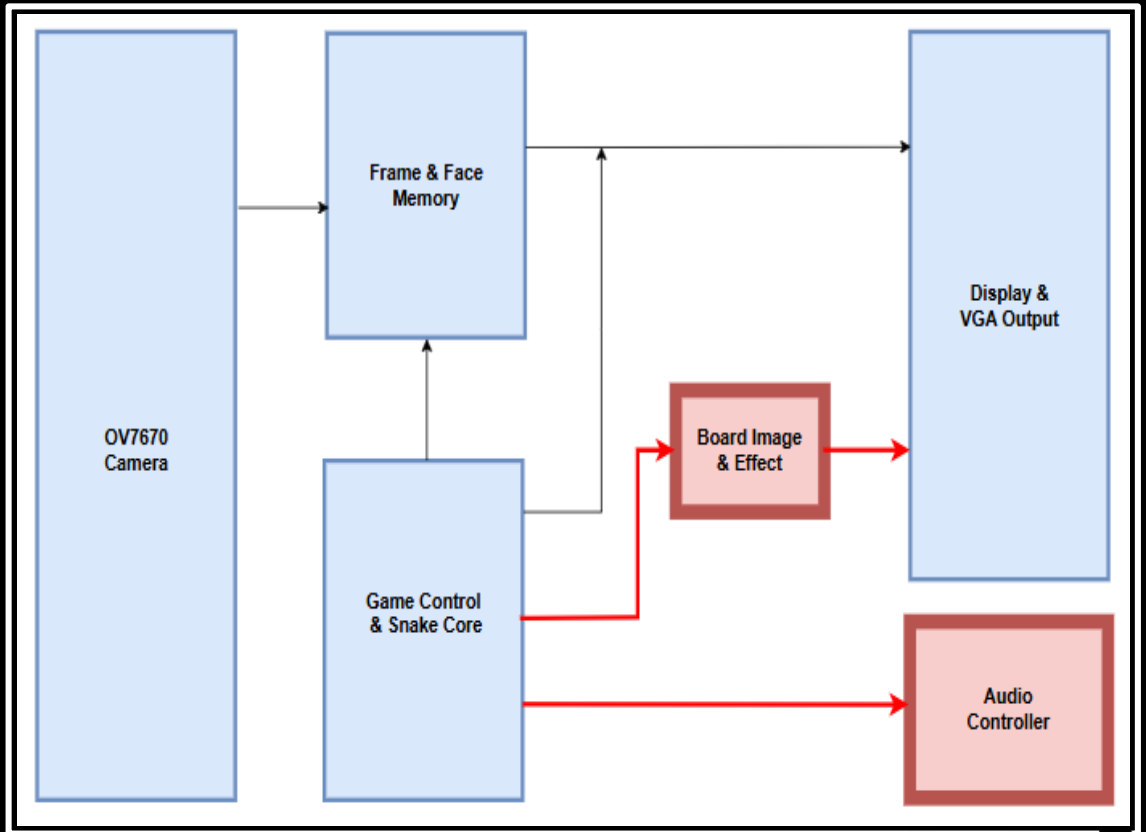 Frame & Face
Memory
Display &
VGA Output
OV7670
Camera
Board Image
& Effect
Game Control
& Snake Core
Audio
Controller